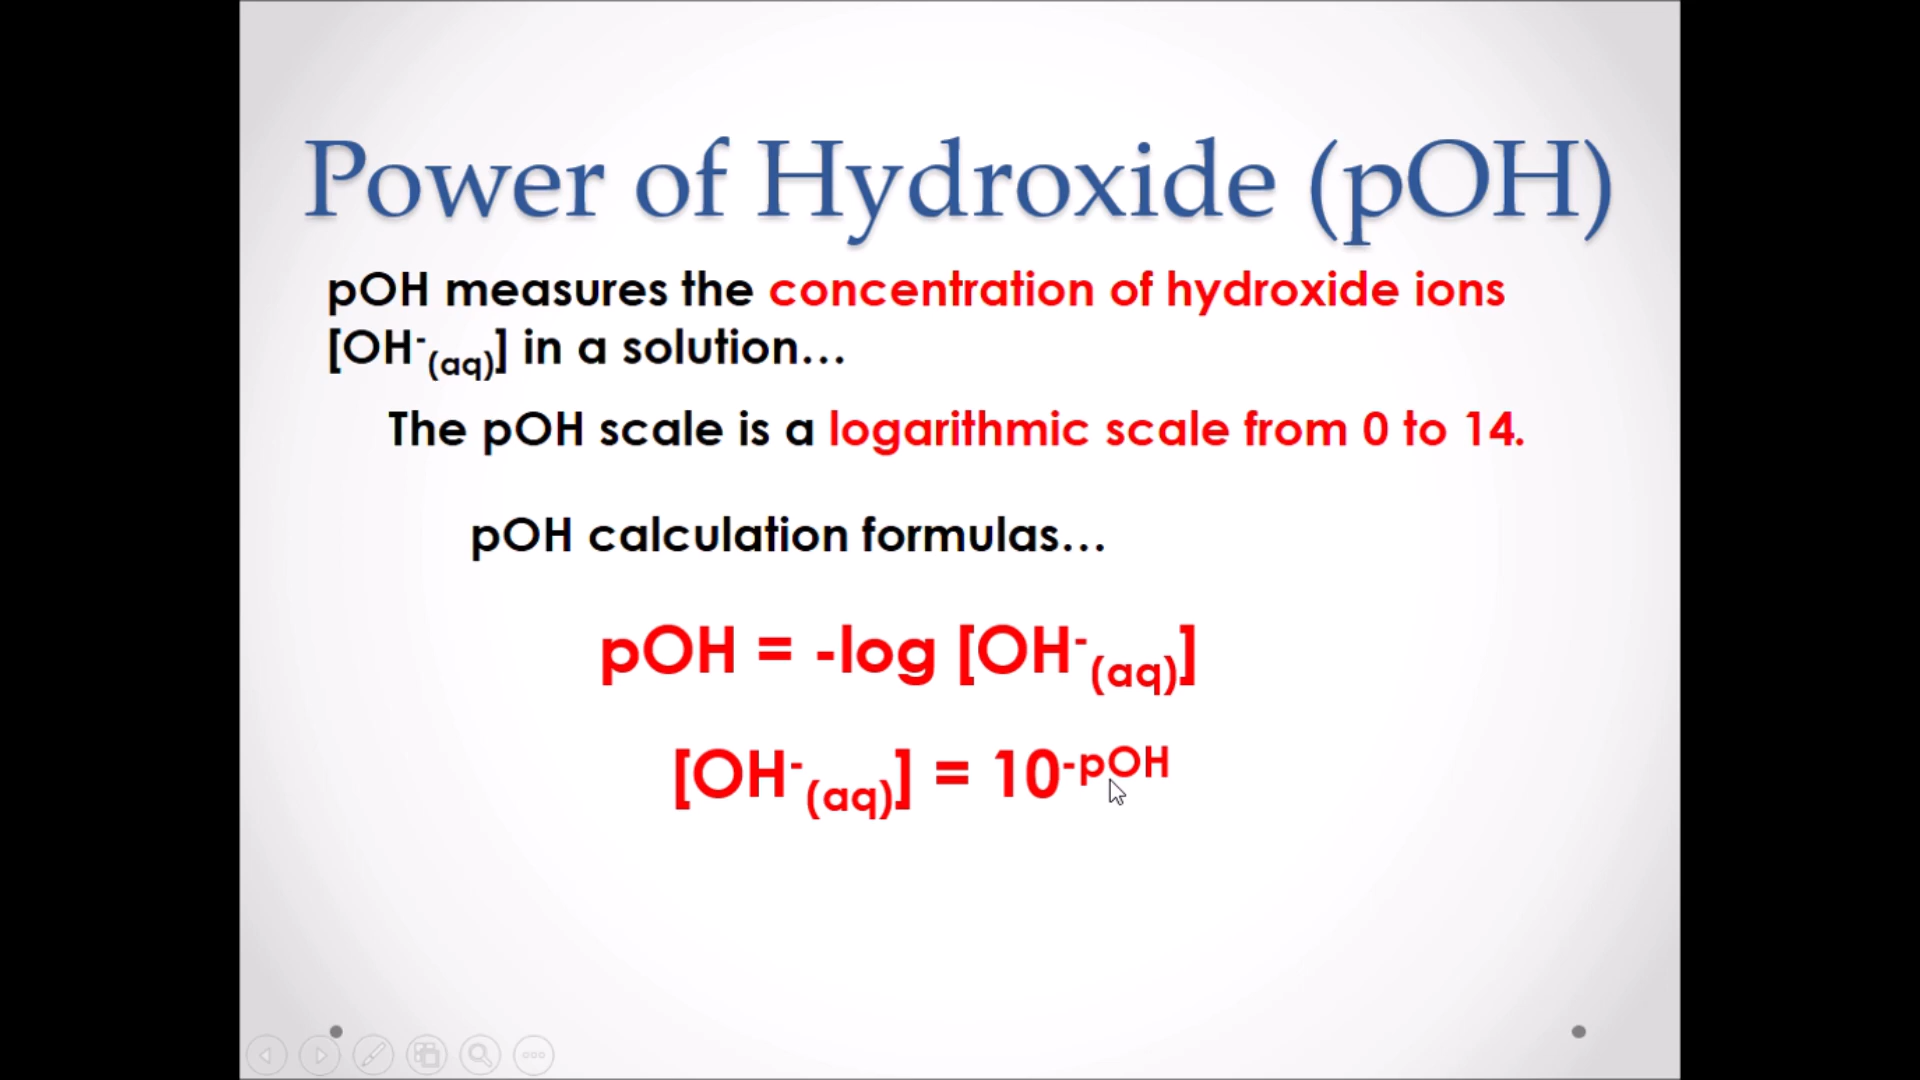 Power of Hydroxide (pOH)
pOH measures the concentration of hydroxide ions
[OH⁻₍aq₎] in a solution…
The pOH scale is a logarithmic scale from 0 to 14.
pOH calculation formulas…
pOH = -log [OH⁻₍aq₎]
[OH⁻₍aq₎] = 10^-pOH